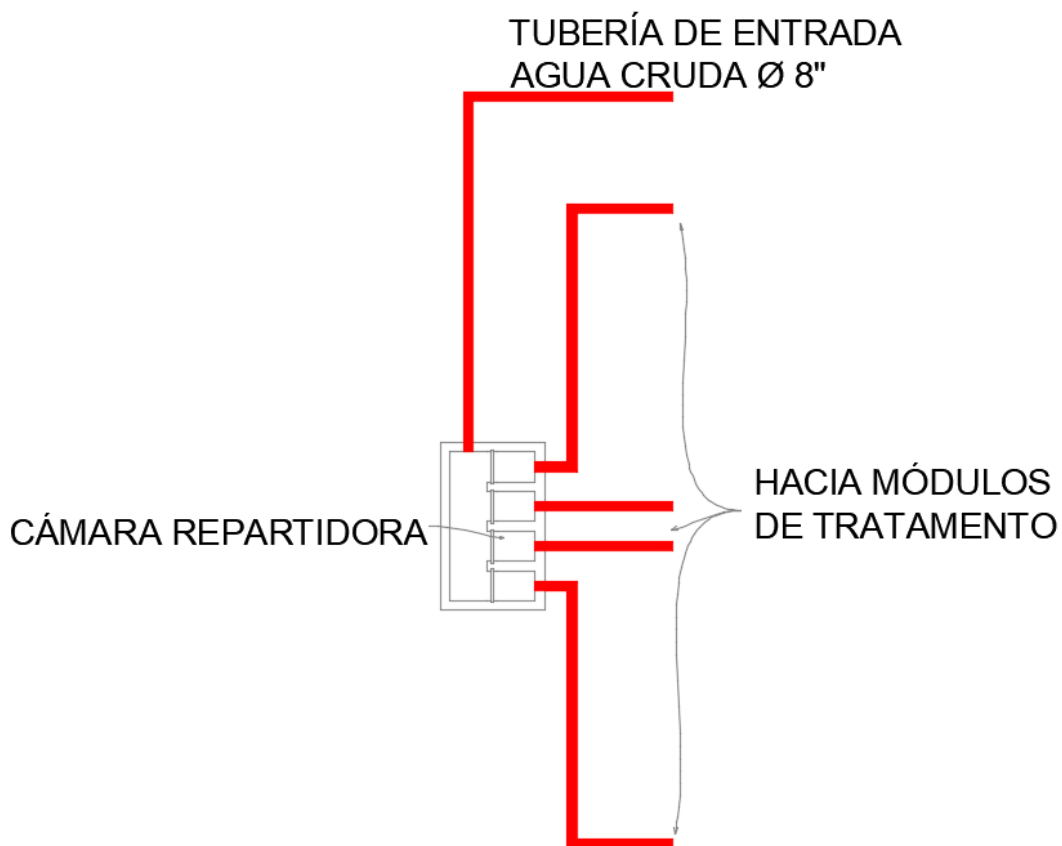 TUBERÍA DE ENTRADA
AGUA CRUDA Ø 8"
HACIA MÓDULOS
DE TRATAMENTO
CÁMARA REPARTIDORA